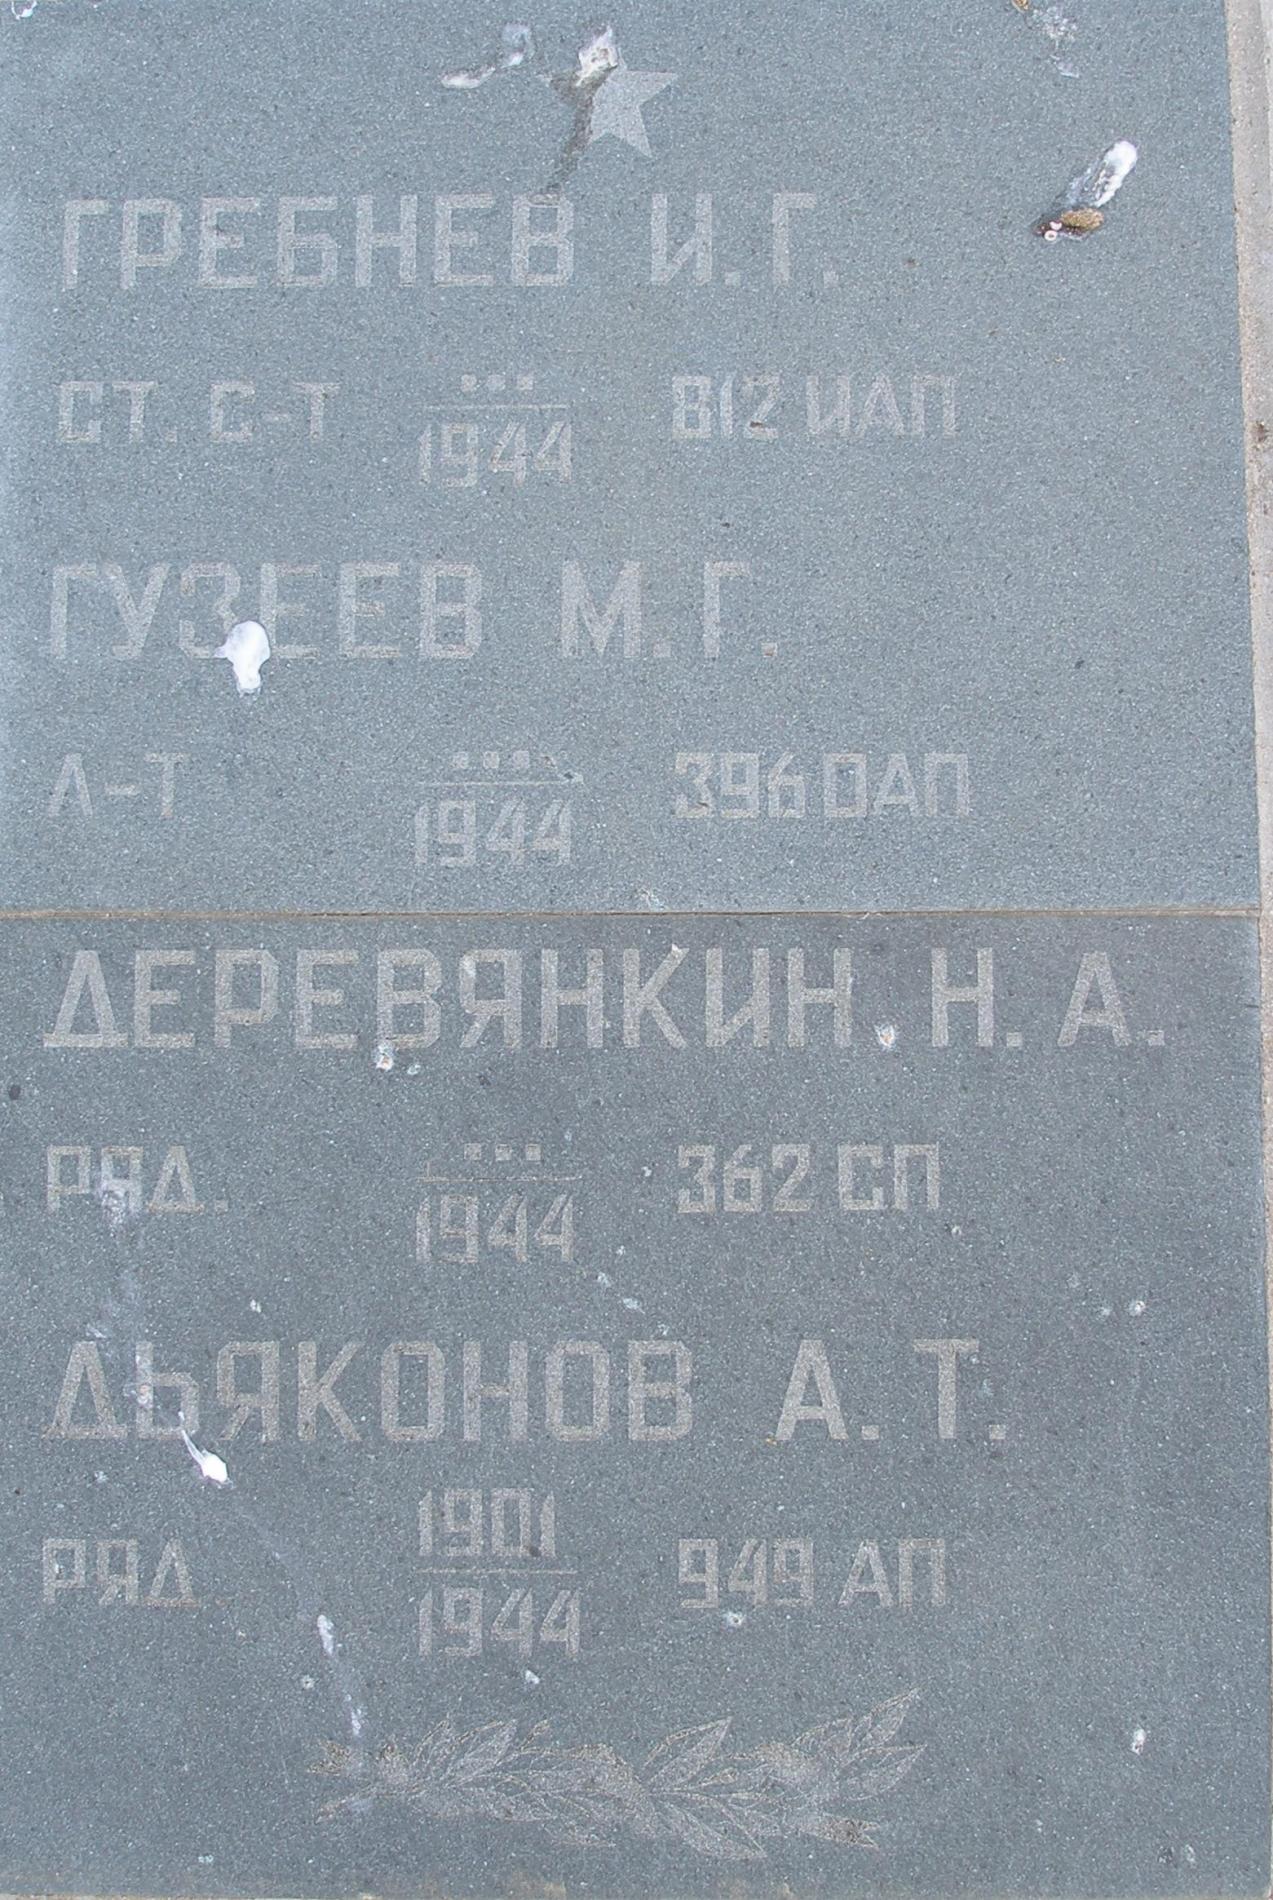 ГРЕБНЕВ И.Г.
СТ. С-Т ... 1944 812 ИАП
ГУЗЕЕВ М.Г.
Л-Т ... 1944 396 ОАП
ДЕРЕВЯНКИН Н.А.
РЯД. ... 1944 362 СП
ДЬЯКОНОВ А.Т.
РЯД. 1901 1944 949 АП